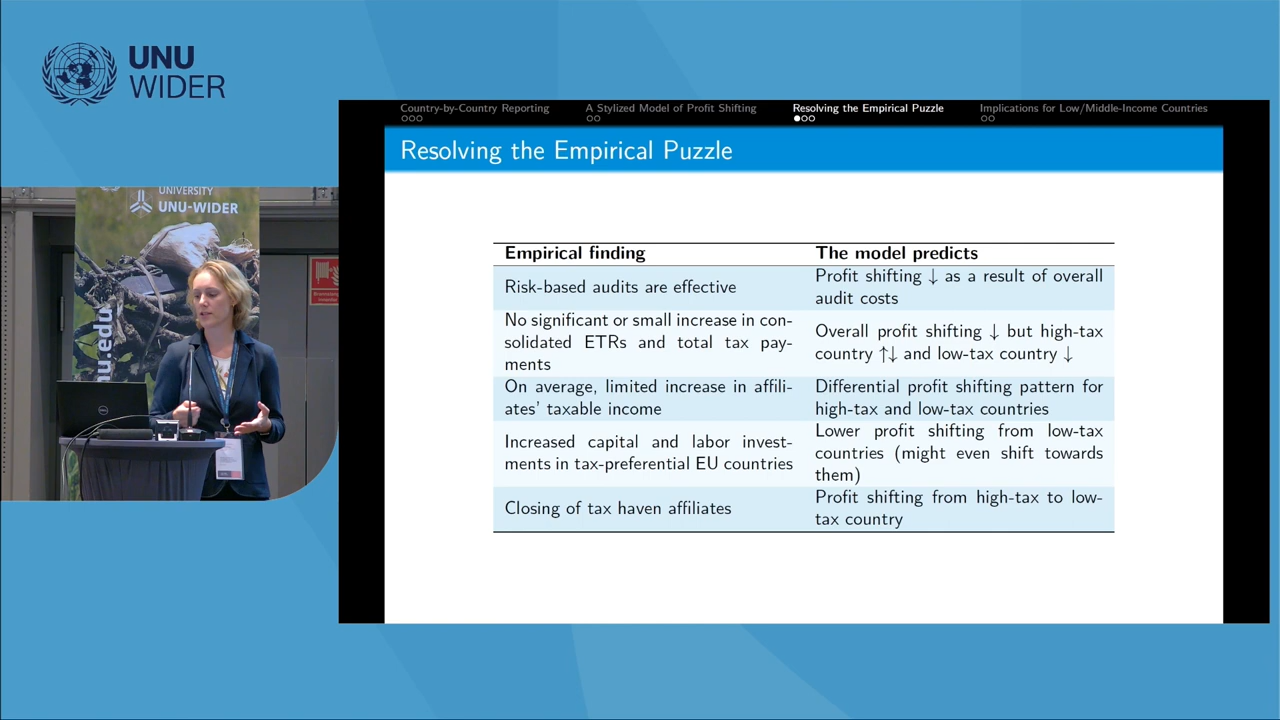 UNU
WIDER
UNIVERSITY
UNU-WIDER
nu.edu
DELL
Country-by-Country Reporting
A Stylized Model of Profit Shifting
Resolving the Empirical Puzzle
Implications for Low/Middle-Income Countries
Resolving the Empirical Puzzle
Empirical finding
The model predicts
Risk-based audits are effective
Profit shifting ↓ as a result of overall
audit costs
No significant or small increase in con-
solidated ETRs and total tax pay-
ments
Overall profit shifting ↓ but high-tax
country ↑↓ and low-tax country ↓
On average, limited increase in affili-
ates' taxable income
Differential profit shifting pattern for
high-tax and low-tax countries
Increased capital and labor invest-
ments in tax-preferential EU countries
Lower profit shifting from low-tax
countries (might even shift towards
them)
Closing of tax haven affiliates
Profit shifting from high-tax to low-
tax country